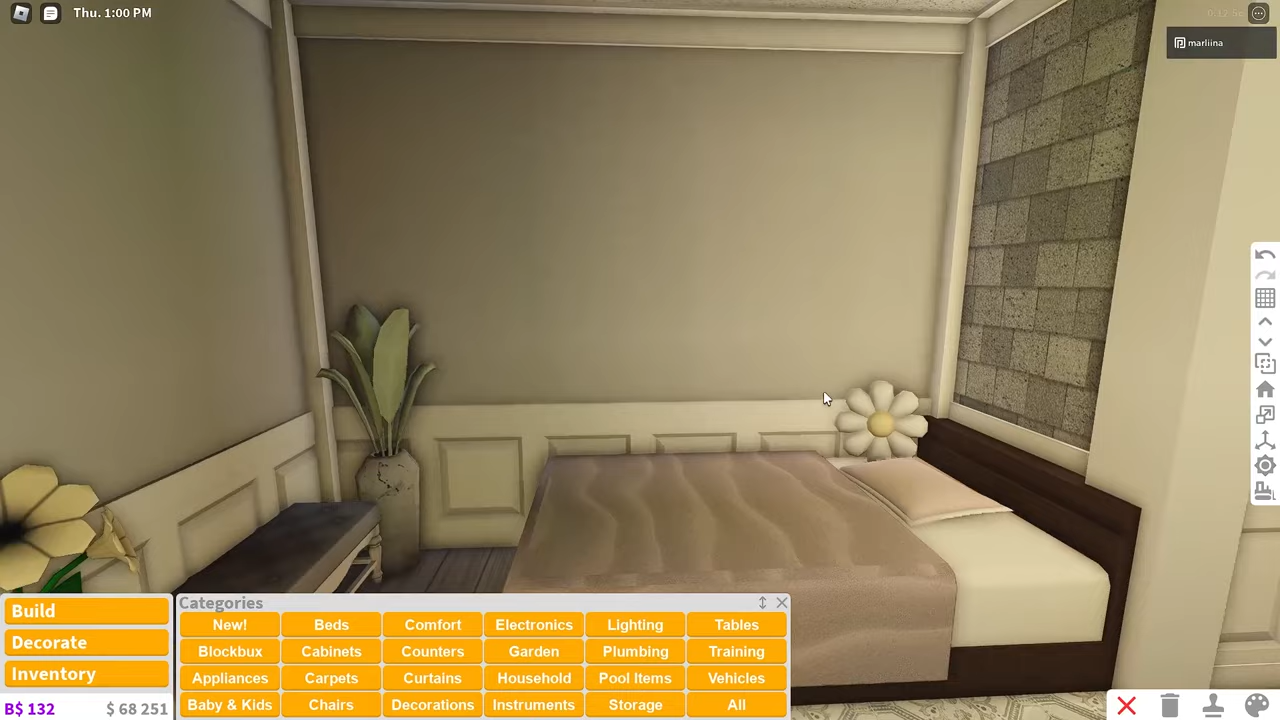 Thu. 1:00 PM
marliina
Categories
New! Beds Comfort Electronics Lighting Tables
Blockbux Cabinets Counters Garden Plumbing Training
Appliances Carpets Curtains Household Pool Items Vehicles
Baby & Kids Chairs Decorations Instruments Storage All
Build
Decorate
Inventory
B$ 132 $ 68 251